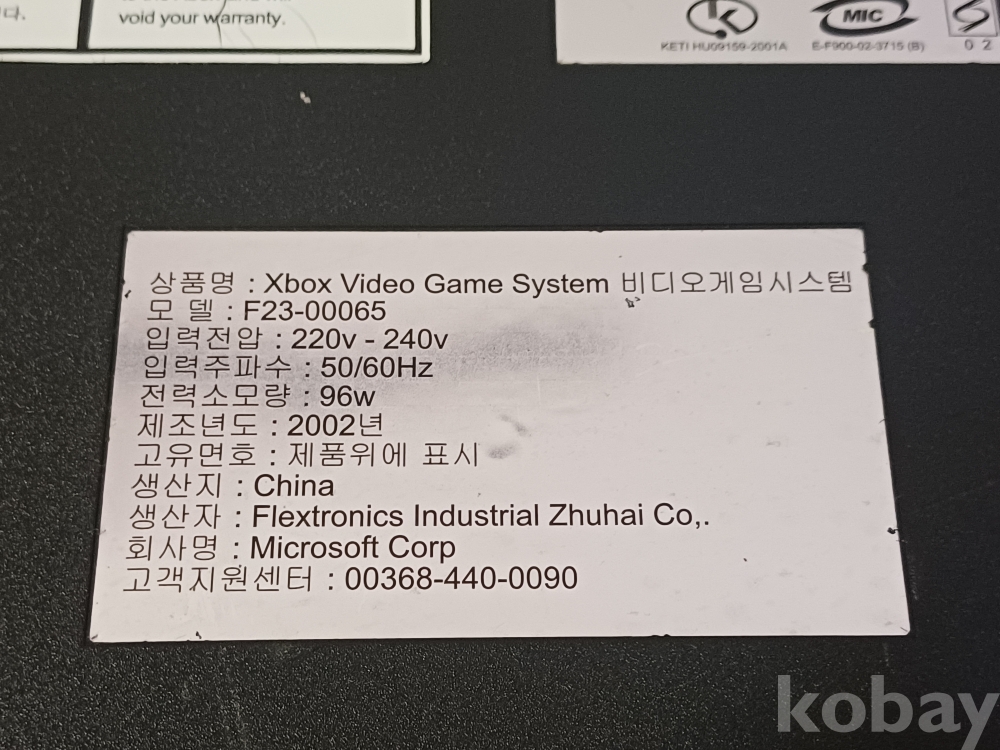 다.
void your warranty.
KETI HU09159-2001A
MIC
E-F900-02-3715 (B)
0 2
상품명 : Xbox Video Game System 비디오게임시스템
모 델 : F23-00065
입력전압 : 220v - 240v
입력주파수 : 50/60Hz
전력소모량 : 96w
제조년도 : 2002년
고유면호 : 제품위에 표시
생산지 : China
생산자 : Flextronics Industrial Zhuhai Co,.
회사명 : Microsoft Corp
고객지원센터 : 00368-440-0090
kobay